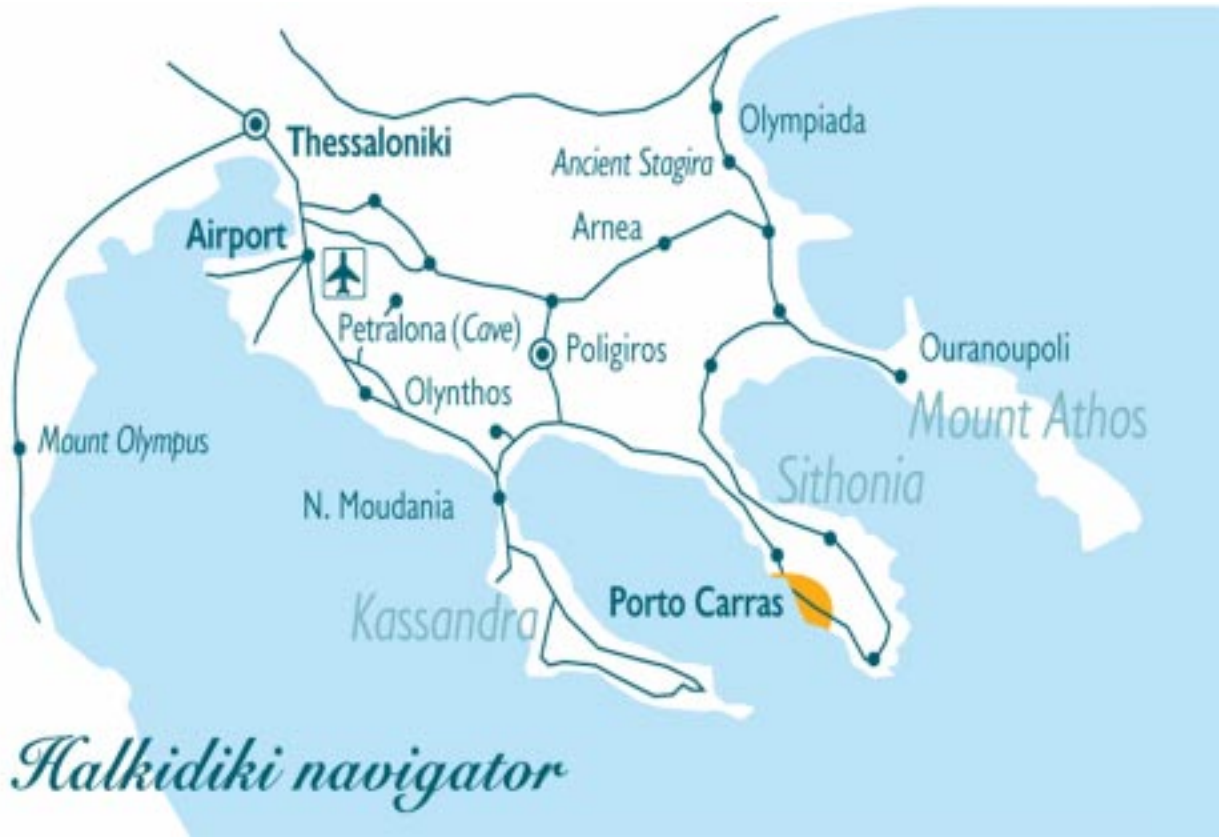 Olympiada
Thessaloniki
Ancient Stagira
Arnea
Airport
Petralona (Cave)
Poligiros
Ouranoupoli
Olynthos
Mount Athos
Mount Olympus
Sithonia
N. Moudania
Porto Carras
Kassandra
Halkidiki navigator